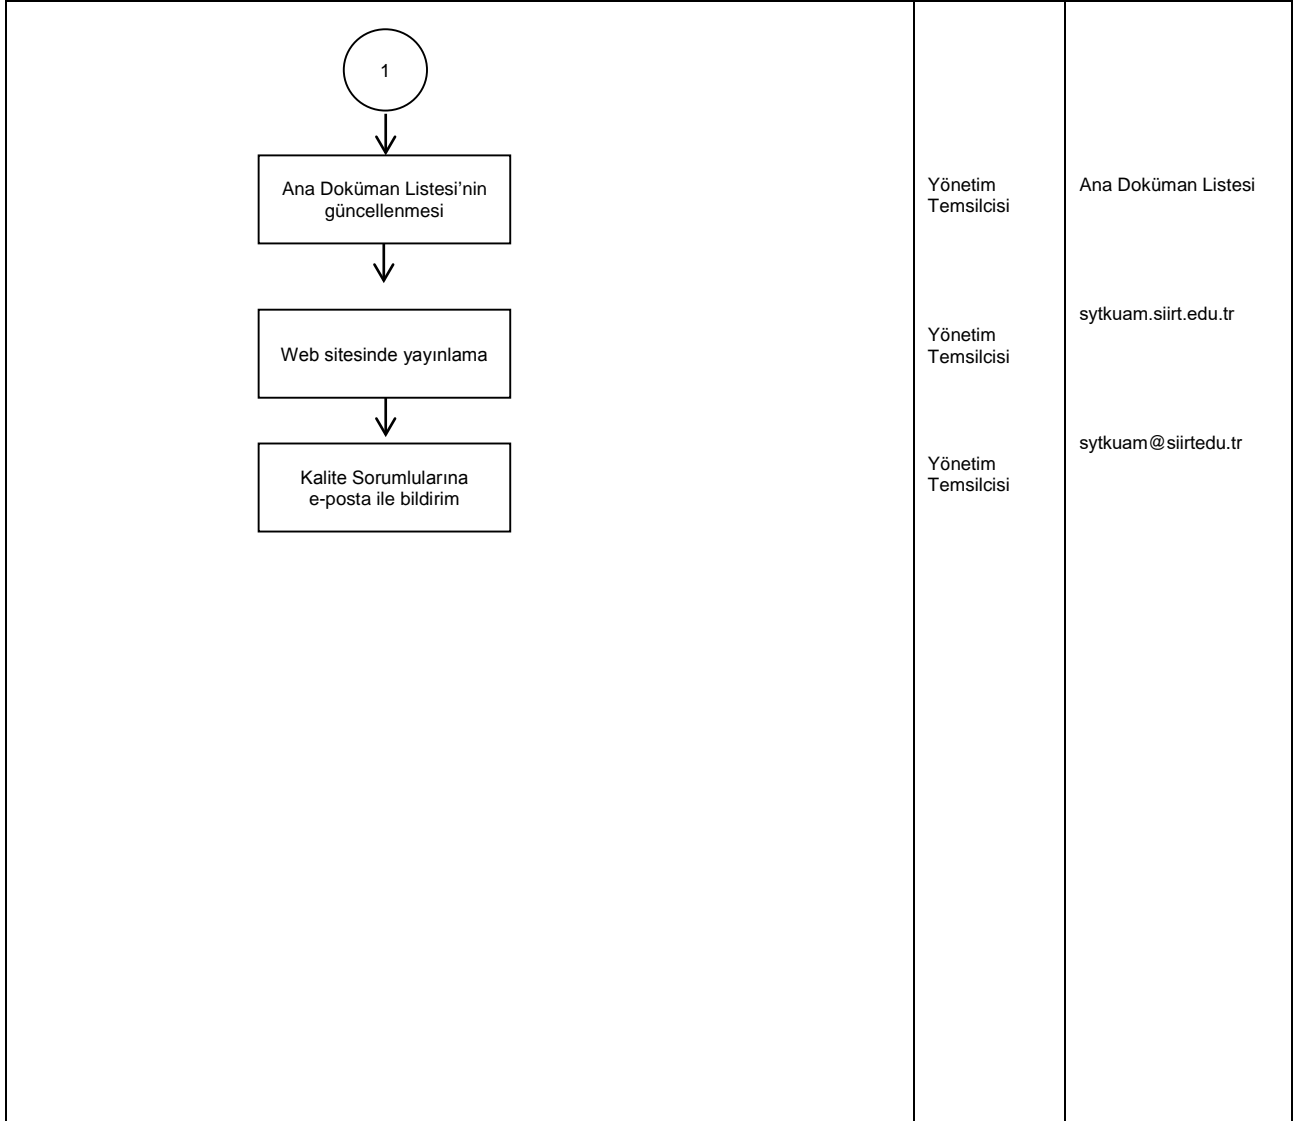 1
Ana Doküman Listesi’nin
güncellenmesi
Yönetim
Temsilcisi
Ana Doküman Listesi
Web sitesinde yayınlama
Yönetim
Temsilcisi
sytkuam.siirt.edu.tr
Kalite Sorumlularına
e-posta ile bildirim
Yönetim
Temsilcisi
sytkuam@siirtedu.tr